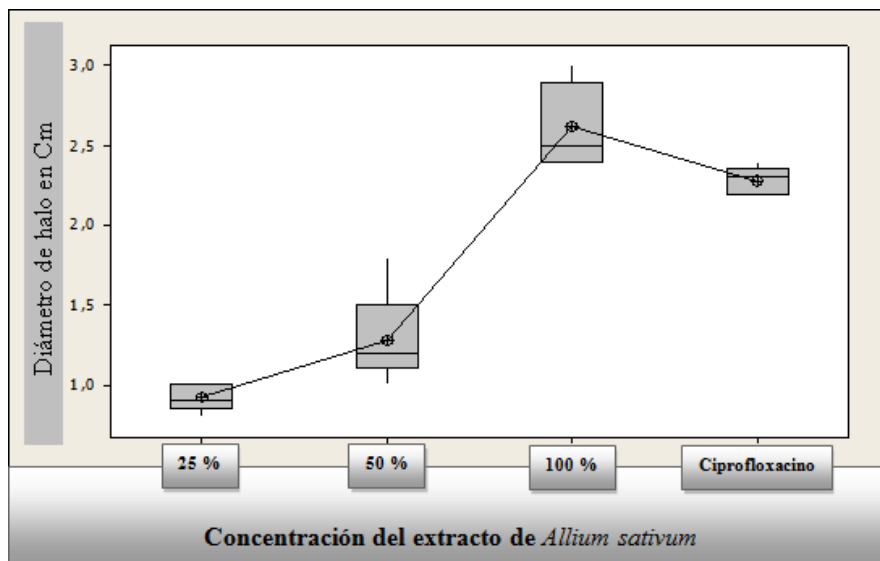 Diámetro de halo en Cm
3,0
2,5
2,0
1,5
1,0
25 %
50 %
100 %
Ciprofloxacino
Concentración del extracto de Allium sativum